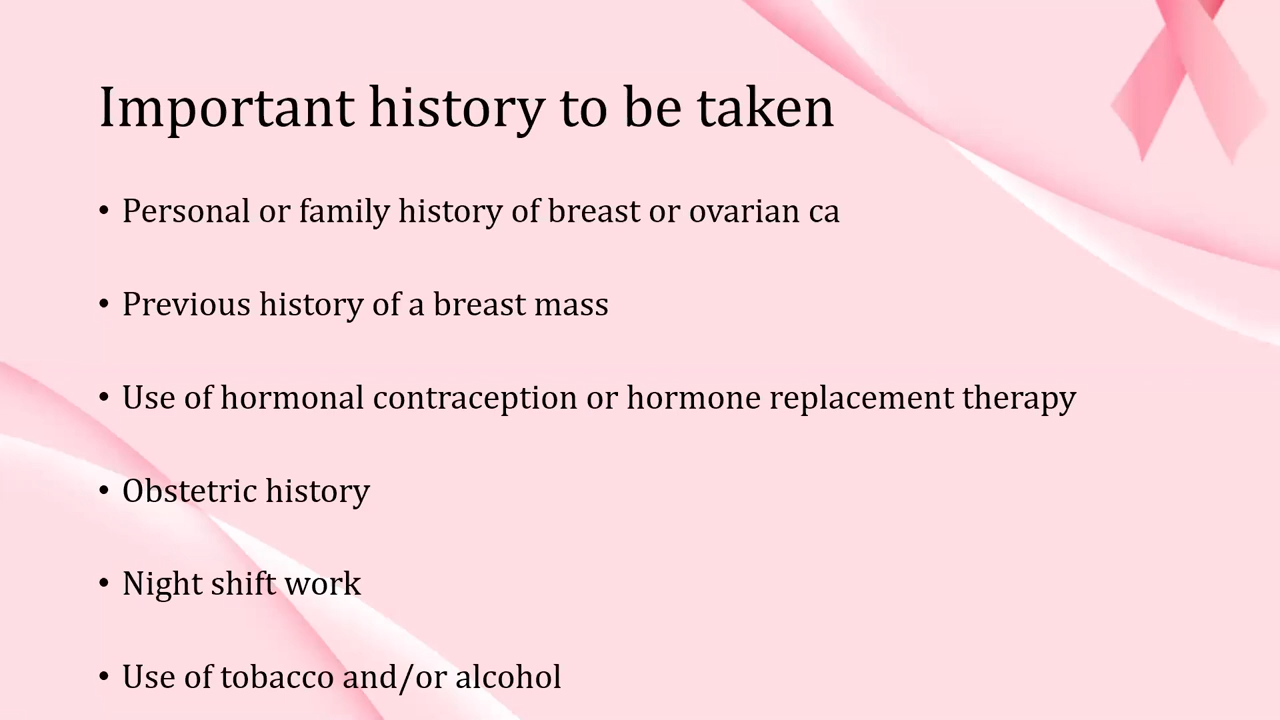 Important history to be taken
• Personal or family history of breast or ovarian ca
• Previous history of a breast mass
• Use of hormonal contraception or hormone replacement therapy
• Obstetric history
• Night shift work
• Use of tobacco and/or alcohol